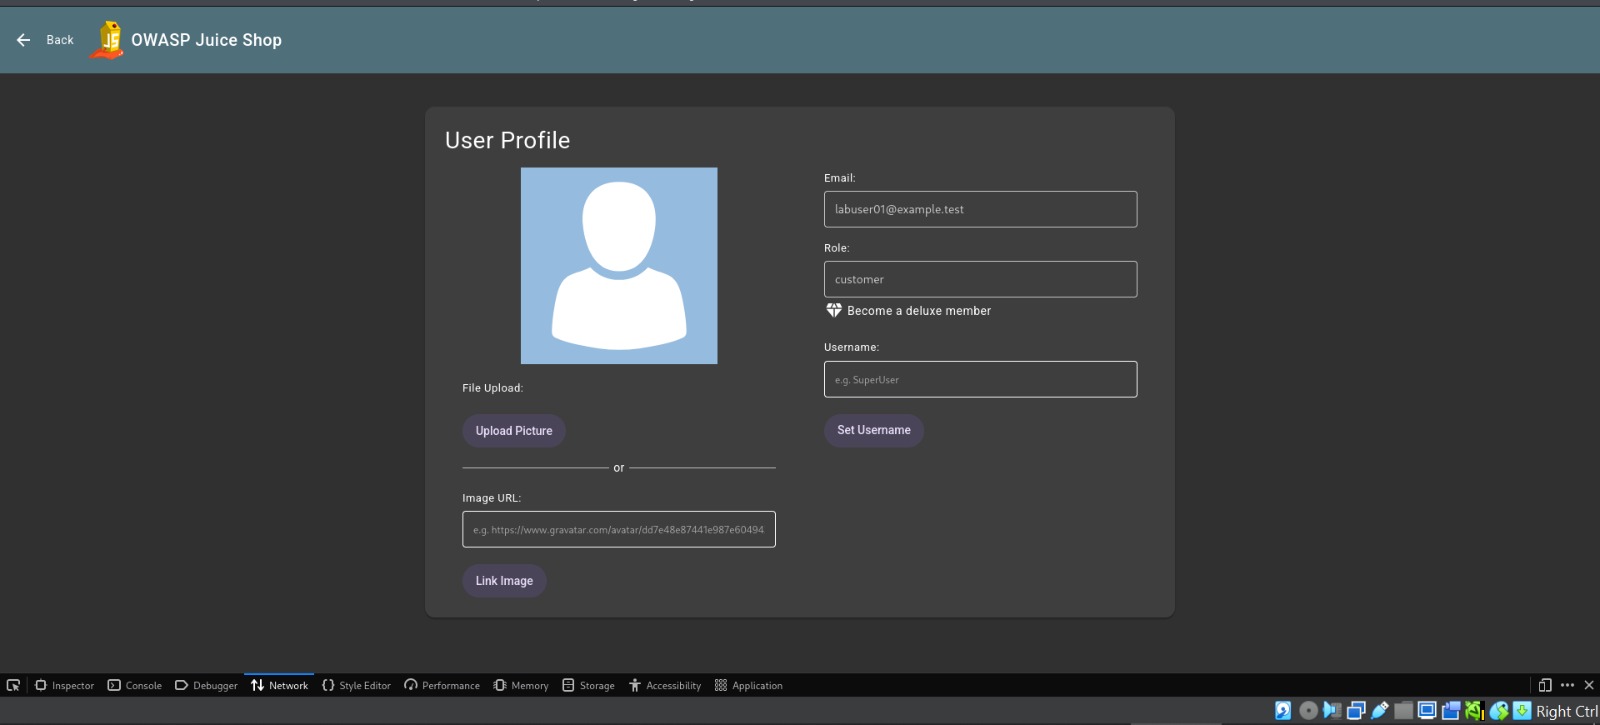 Back
JS
OWASP Juice Shop
User Profile
Email:
labuser01@example.test
Role:
customer
Become a deluxe member
Username:
e.g. SuperUser
Set Username
File Upload:
Upload Picture
or
Image URL:
e.g. https://www.gravatar.com/avatar/dd7e48e87441e987e60494
Link Image
Inspector Console Debugger Network Style Editor Performance Memory Storage Accessibility Application
Right Ctrl